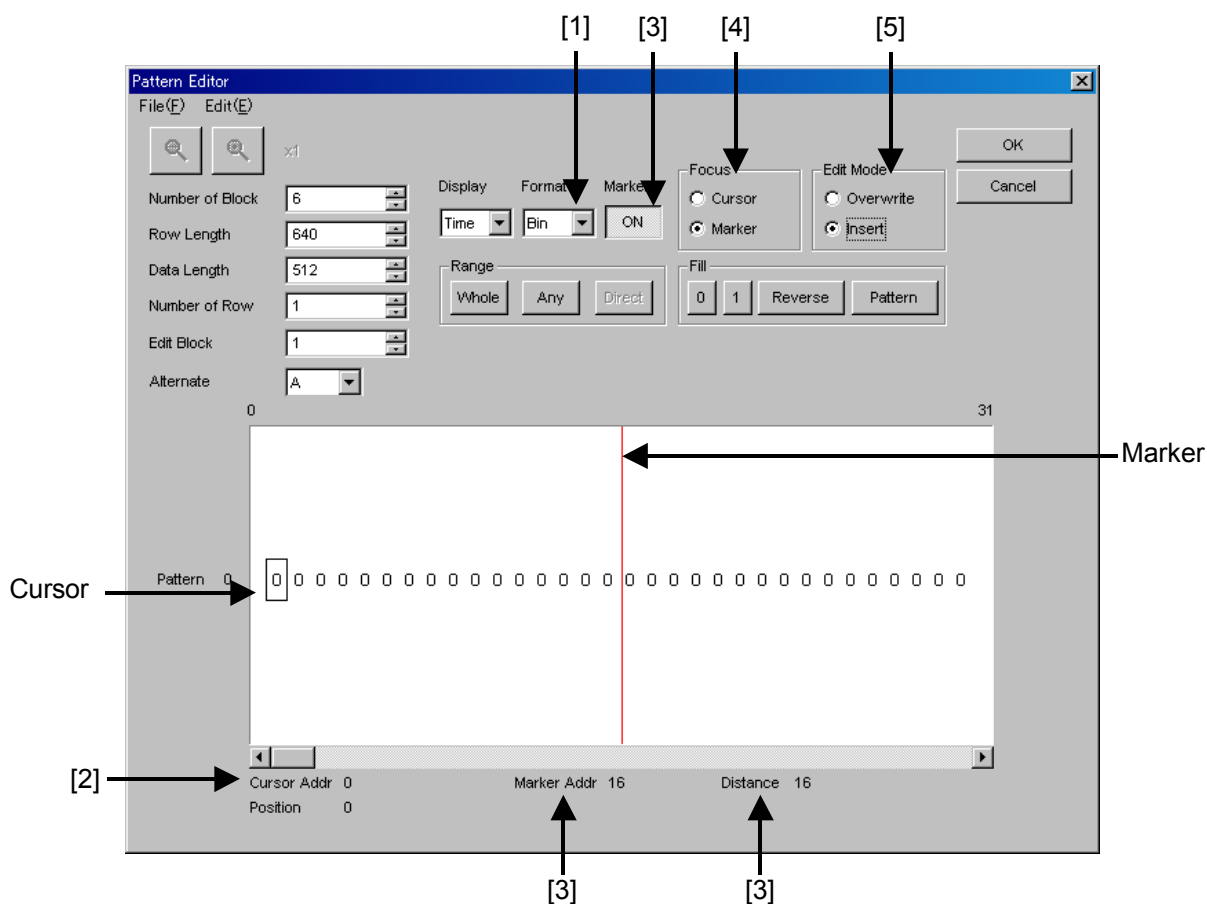 [1] [3] [4] [5]
Pattern Editor
File(F) Edit(E)
x1
OK
Cancel
Number of Block 6
Row Length 640
Data Length 512
Number of Row 1
Edit Block 1
Alternate A
Display Format Marke
Time Bin ON
Focus
Cursor
Marker
Edit Mode
Overwrite
Insert
Range
Whole Any Direct
Fill
0 1 Reverse Pattern
0 31
Marker
Pattern 0 0 0 0 0 0 0 0 0 0 0 0 0 0 0 0 0 0 0 0 0 0 0 0 0 0 0 0 0 0 0 0 0
Cursor
[2]
Cursor Addr 0 Marker Addr 16 Distance 16
Position 0
[3] [3]